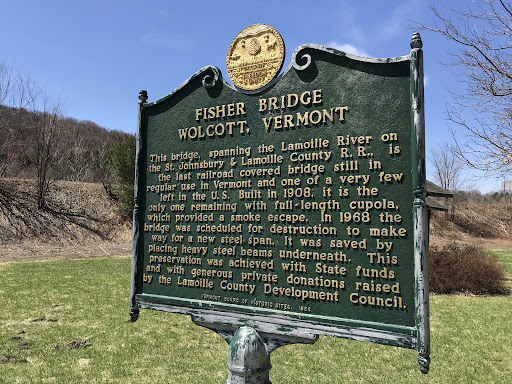 FISHER BRIDGE
WOLCOTT, VERMONT
This bridge, spanning the Lamoille River on
the St. Johnsbury & Lamoille County R.R., is
the last railroad covered bridge still in
regular use in Vermont and one of a very few
left in the U.S. Built in 1908; it is the
only one remaining with full-length cupola,
which provided a smoke escape. In 1968 the
bridge was scheduled for destruction to make
way for a new steel span. It was saved by
placing heavy steel beams underneath. This
preservation was achieved with State funds
and with generous private donations raised
by the Lamoille County Development Council.
VERMONT BOARD OF HISTORIC SITES,